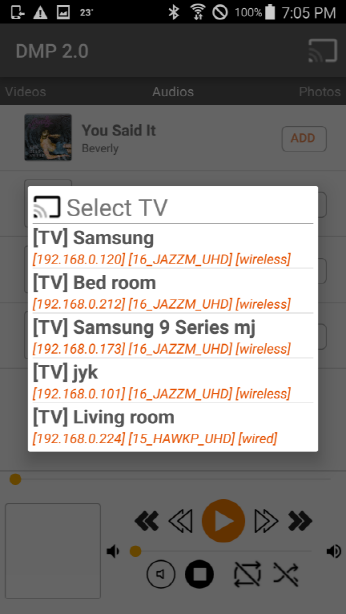 23'
100%
7:05 PM
DMP 2.0
Videos
Audios
Photos
You Said It
Beverly
ADD
Select TV
[TV] Samsung
[192.168.0.120] [16_JAZZM_UHD] [wireless]
[TV] Bed room
[192.168.0.212] [16_JAZZM_UHD] [wireless]
[TV] Samsung 9 Series mj
[192.168.0.173] [16_JAZZM_UHD] [wireless]
[TV] jyk
[192.168.0.101] [16_JAZZM_UHD] [wireless]
[TV] Living room
[192.168.0.224] [15_HAWKP_UHD] [wired]